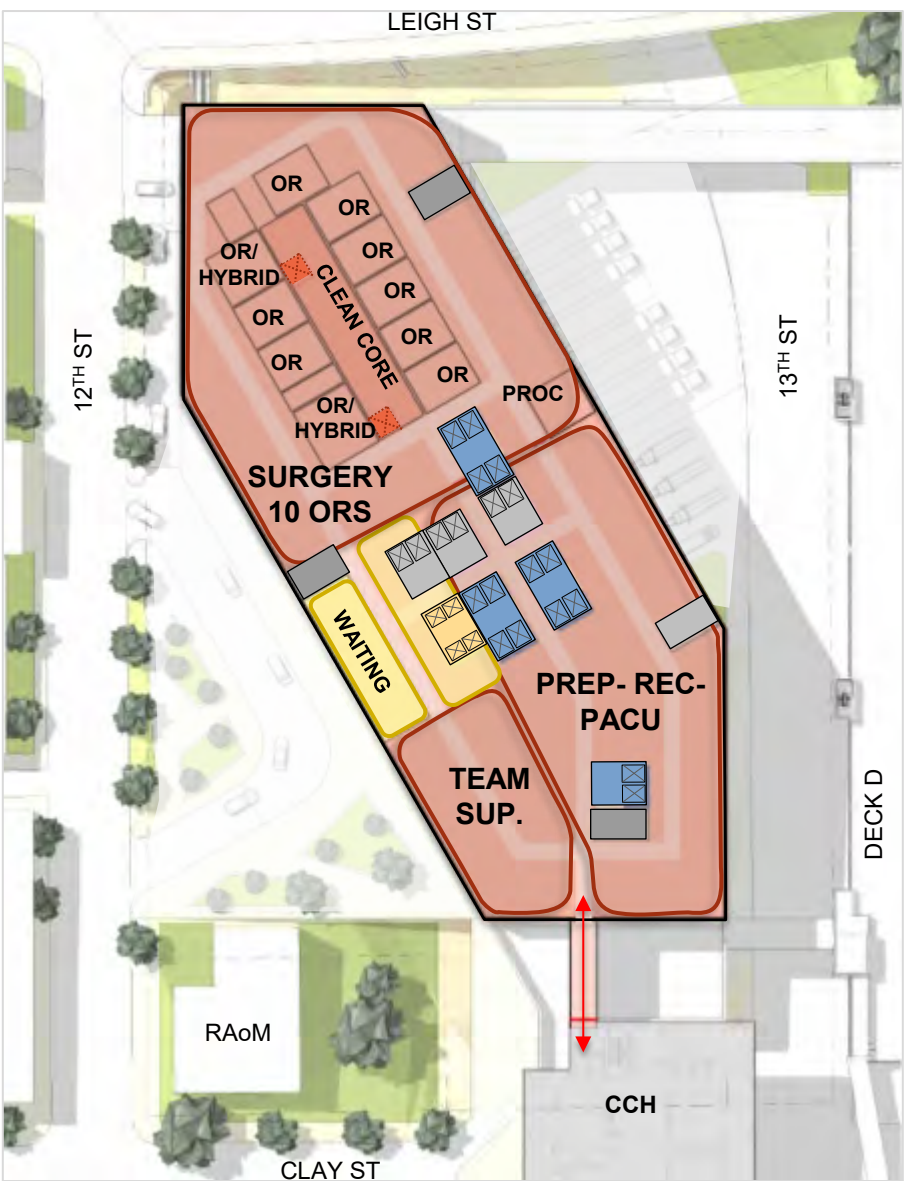 LEIGH ST
OR
OR
OR/
HYBRID
OR
CLEAN CORE
OR
OR
OR
OR
OR
OR/
HYBRID
PROC
12TH ST
13TH ST
SURGERY
10 ORS
WAITING
PREP- REC-
PACU
TEAM
SUP.
DECK D
RAoM
CCH
CLAY ST